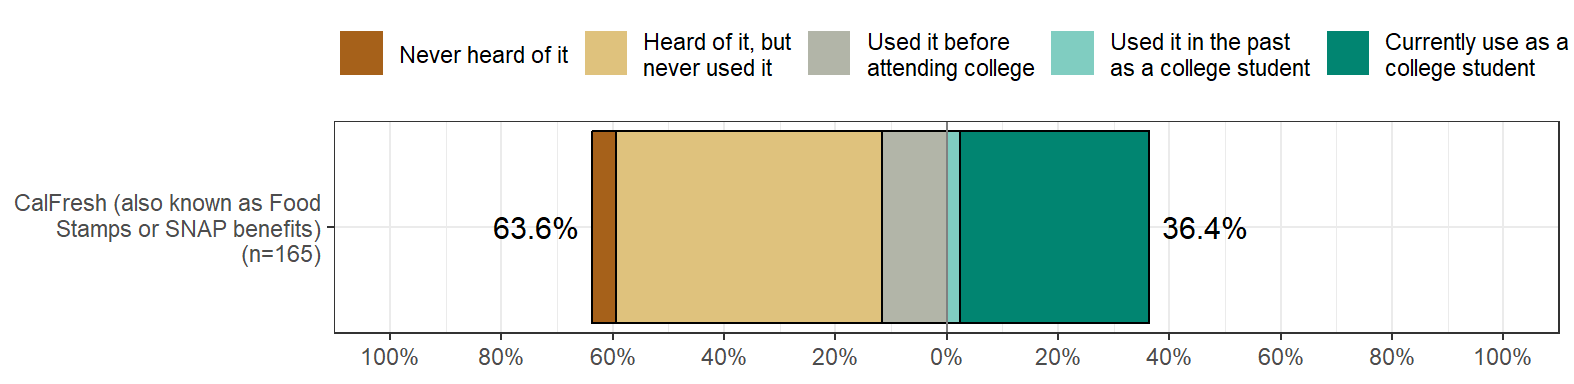 Never heard of it
Heard of it, but
never used it
Used it before
attending college
Used it in the past
as a college student
Currently use as a
college student
CalFresh (also known as Food
Stamps or SNAP benefits)
(n=165)
63.6%
36.4%
100%
80%
60%
40%
20%
0%
20%
40%
60%
80%
100%